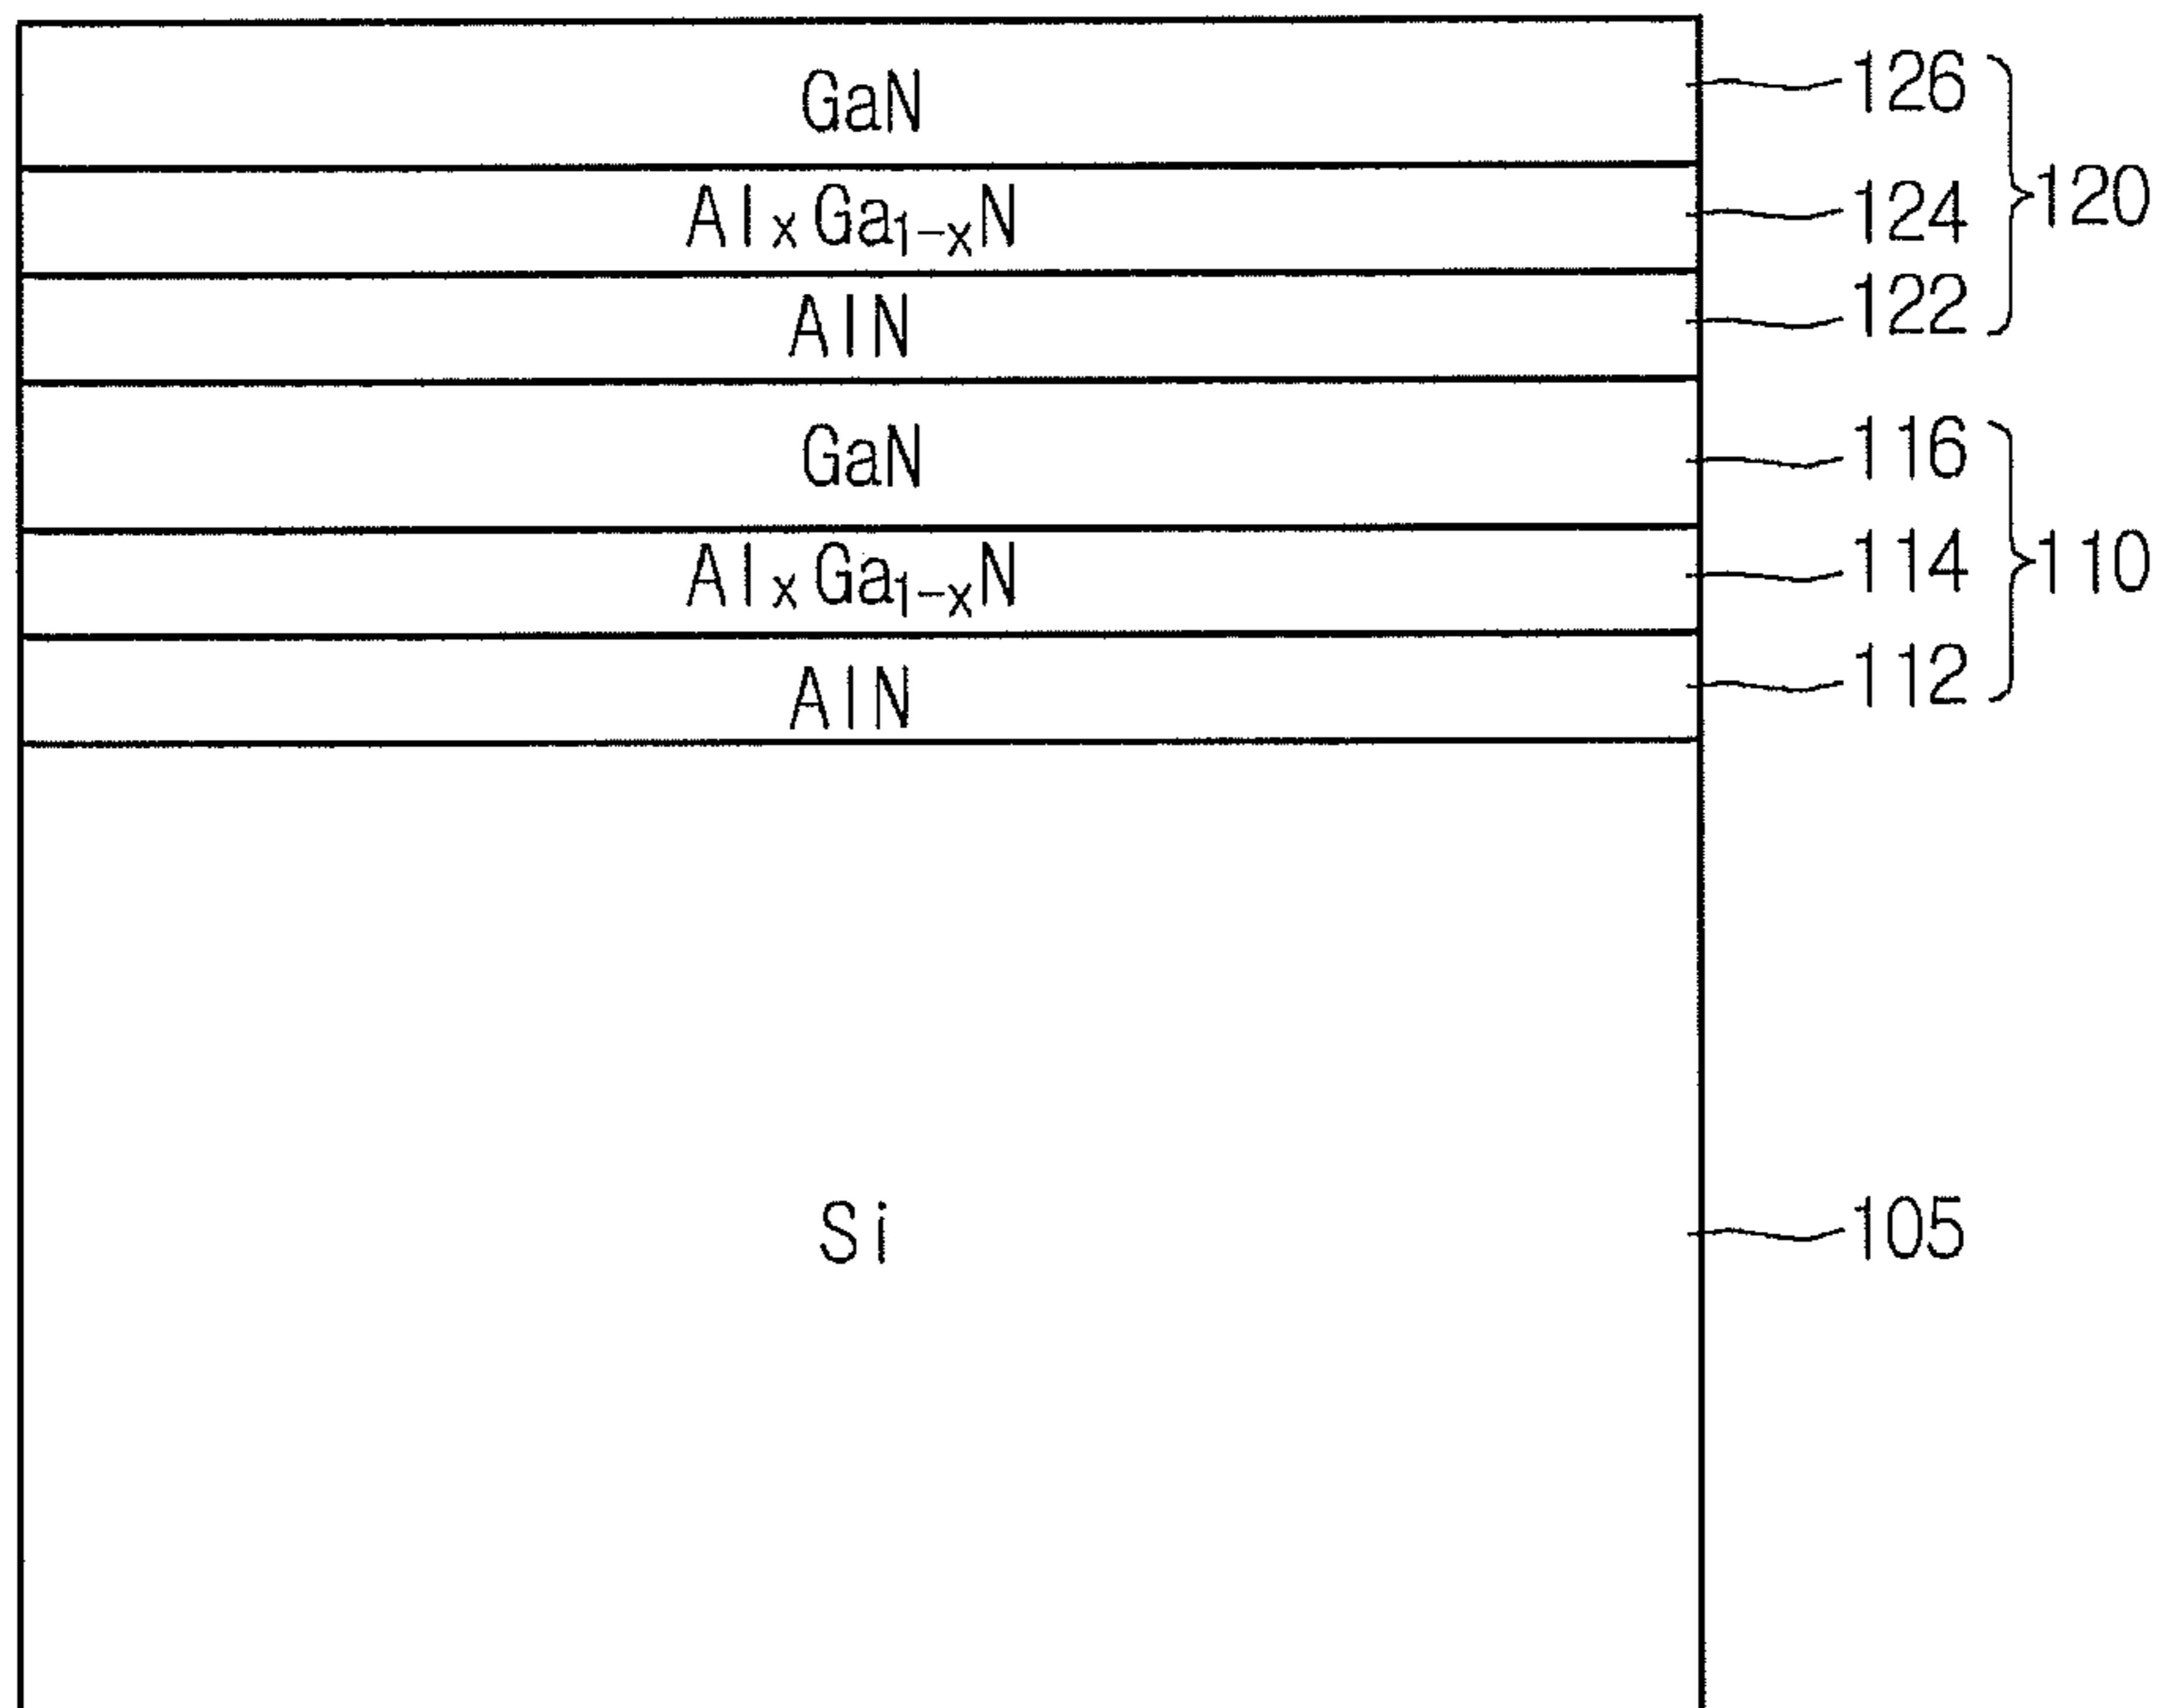 GaN 126
120
AlₓGa₁₋ₓN 124
AlN 122
GaN 116
AlₓGa₁₋ₓN 114
110
AlN 112
Si 105